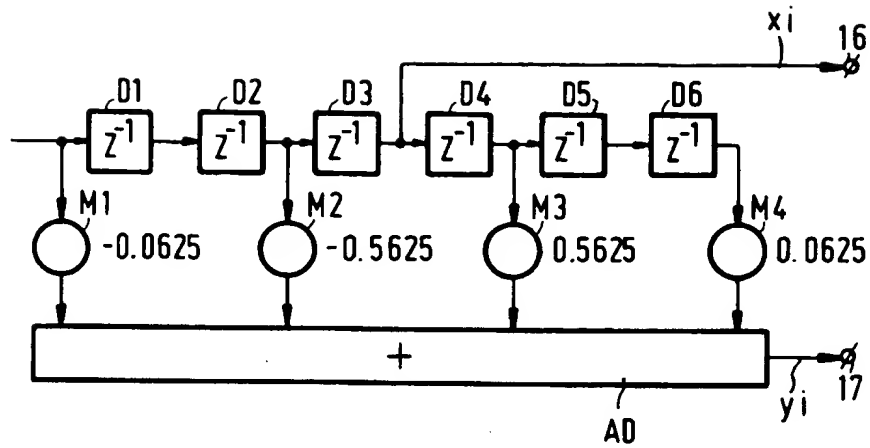 xi
16
D1
D2
D3
D4
D5
D6
z⁻¹
z⁻¹
z⁻¹
z⁻¹
z⁻¹
z⁻¹
M1
-0.0625
M2
-0.5625
M3
0.5625
M4
0.0625
+
yi
17
AD